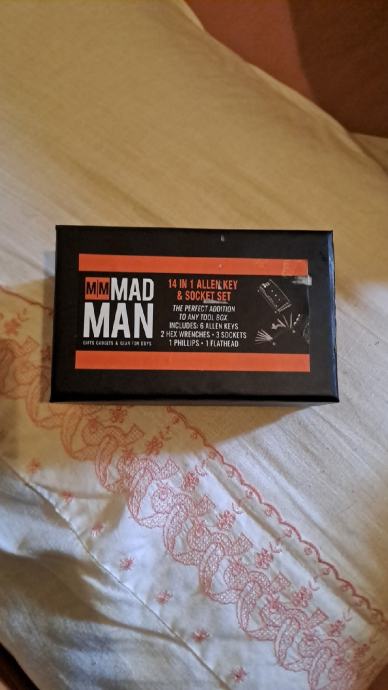 MM MAD
MAN
GIFTS GADGETS & GEAR FOR GUYS
14 IN 1 ALLEN KEY
& SOCKET SET
THE PERFECT ADDITION
TO ANY TOOL BOX
INCLUDES: 6 ALLEN KEYS
2 HEX WRENCHES • 3 SOCKETS
1 PHILLIPS • 1 FLATHEAD